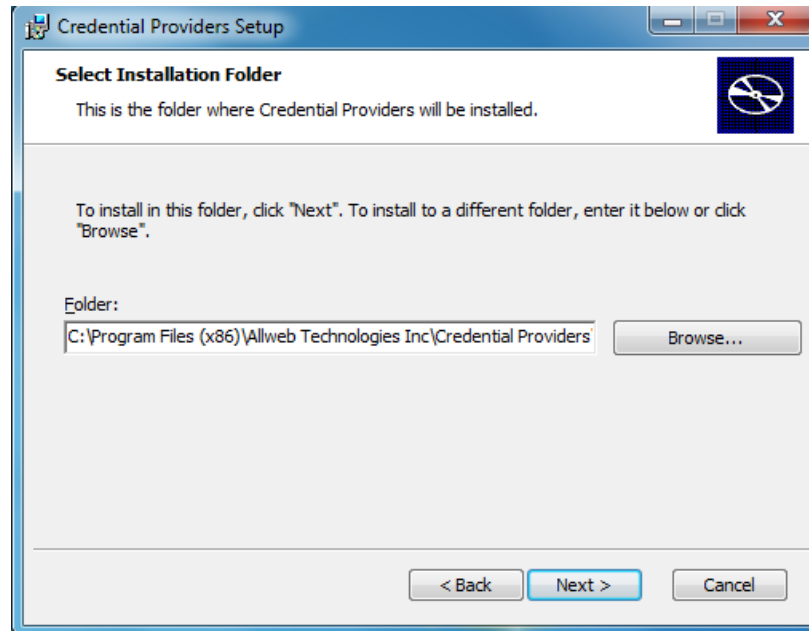 Credential Providers Setup
Select Installation Folder
This is the folder where Credential Providers will be installed.
To install in this folder, click "Next". To install to a different folder, enter it below or click
"Browse".
Folder:
C:\Program Files (x86)\Allweb Technologies Inc\Credential Providers\
Browse...
< Back
Next >
Cancel